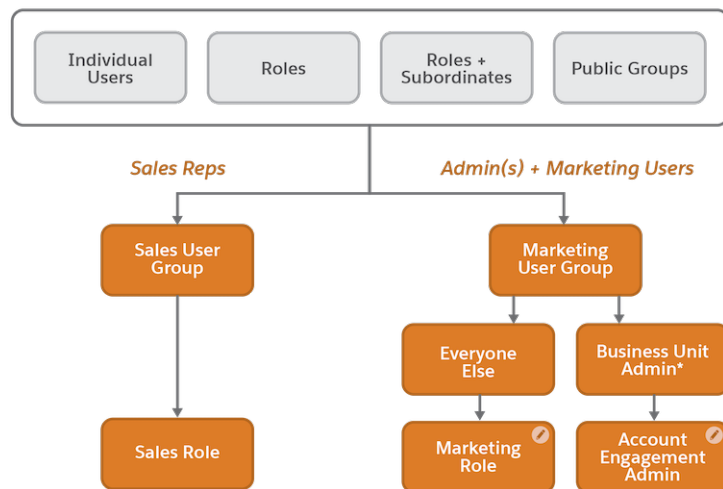 Individual
Users
Roles
Roles +
Subordinates
Public Groups
Sales Reps
Admin(s) + Marketing Users
Sales User
Group
Marketing
User Group
Everyone
Else
Business Unit
Admin*
Sales Role
Marketing
Role
Account
Engagement
Admin